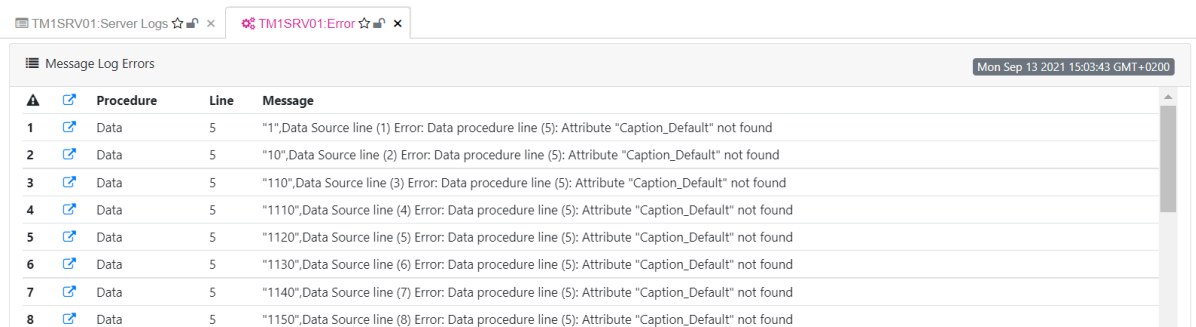 TM1SRV01:Server Logs × TM1SRV01:Error ×
Message Log Errors Mon Sep 13 2021 15:03:43 GMT+0200
Procedure Line Message
1 Data 5 "1",Data Source line (1) Error: Data procedure line (5): Attribute "Caption_Default" not found
2 Data 5 "10",Data Source line (2) Error: Data procedure line (5): Attribute "Caption_Default" not found
3 Data 5 "110",Data Source line (3) Error: Data procedure line (5): Attribute "Caption_Default" not found
4 Data 5 "1110",Data Source line (4) Error: Data procedure line (5): Attribute "Caption_Default" not found
5 Data 5 "1120",Data Source line (5) Error: Data procedure line (5): Attribute "Caption_Default" not found
6 Data 5 "1130",Data Source line (6) Error: Data procedure line (5): Attribute "Caption_Default" not found
7 Data 5 "1140",Data Source line (7) Error: Data procedure line (5): Attribute "Caption_Default" not found
8 Data 5 "1150",Data Source line (8) Error: Data procedure line (5): Attribute "Caption_Default" not found